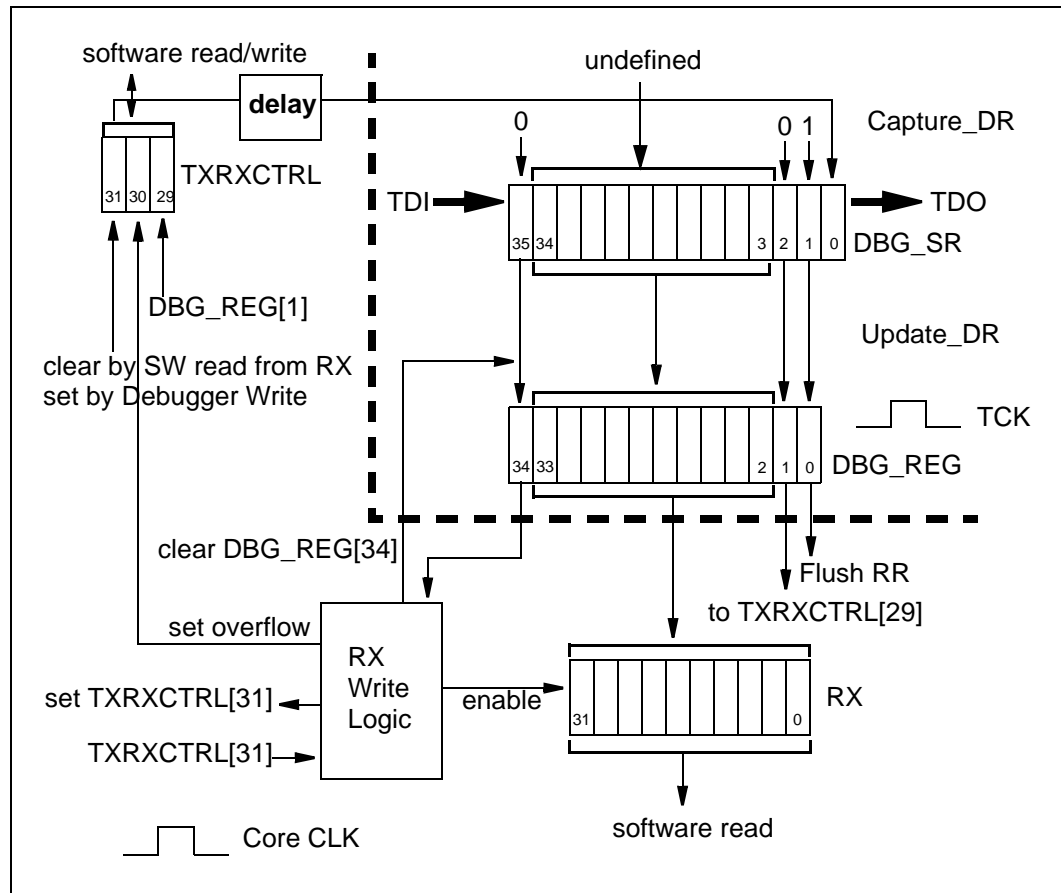 software read/write
undefined
delay
0
0 1
Capture_DR
TXRXCTRL
31 30 29
TDI
TDO
35 34 3 2 1 0
DBG_SR
DBG_REG[1]
Update_DR
clear by SW read from RX
set by Debugger Write
TCK
34 33 2 1 0
DBG_REG
clear DBG_REG[34]
Flush RR
to TXRXCTRL[29]
set overflow
RX
Write
Logic
set TXRXCTRL[31]
enable
RX
31 0
TXRXCTRL[31]
software read
Core CLK